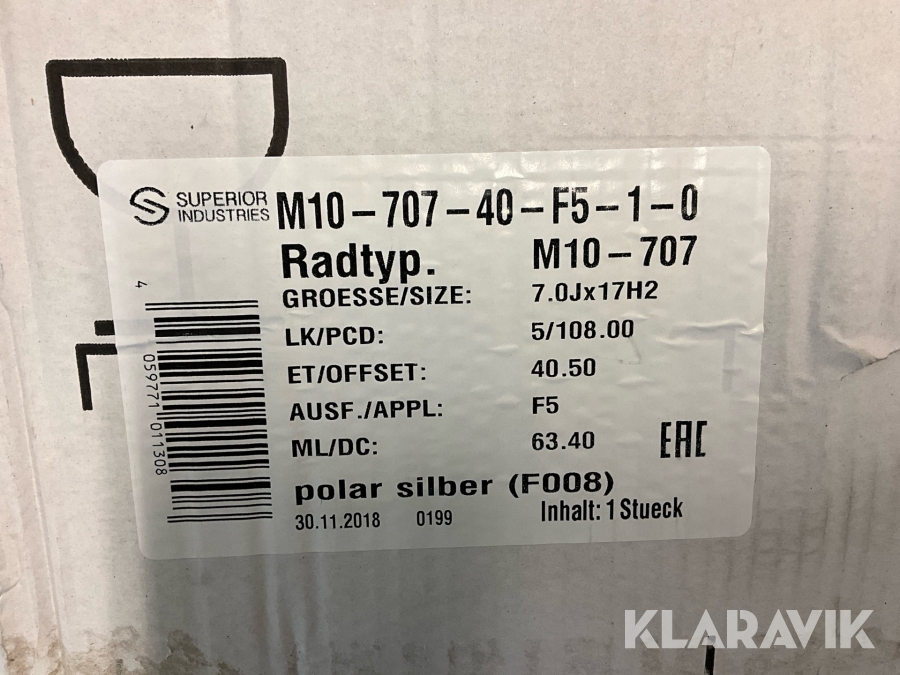 SUPERIOR
INDUSTRIES
M10-707-40-F5-1-0
Radtyp. M10-707
GROESSE/SIZE: 7.0Jx17H2
LK/PCD: 5/108.00
ET/OFFSET: 40.50
AUSF./APPL: F5
ML/DC: 63.40
EAC
polar silber (F008)
30.11.2018 0199 Inhalt: 1 Stueck
4 059771 011308
KLARAVIK